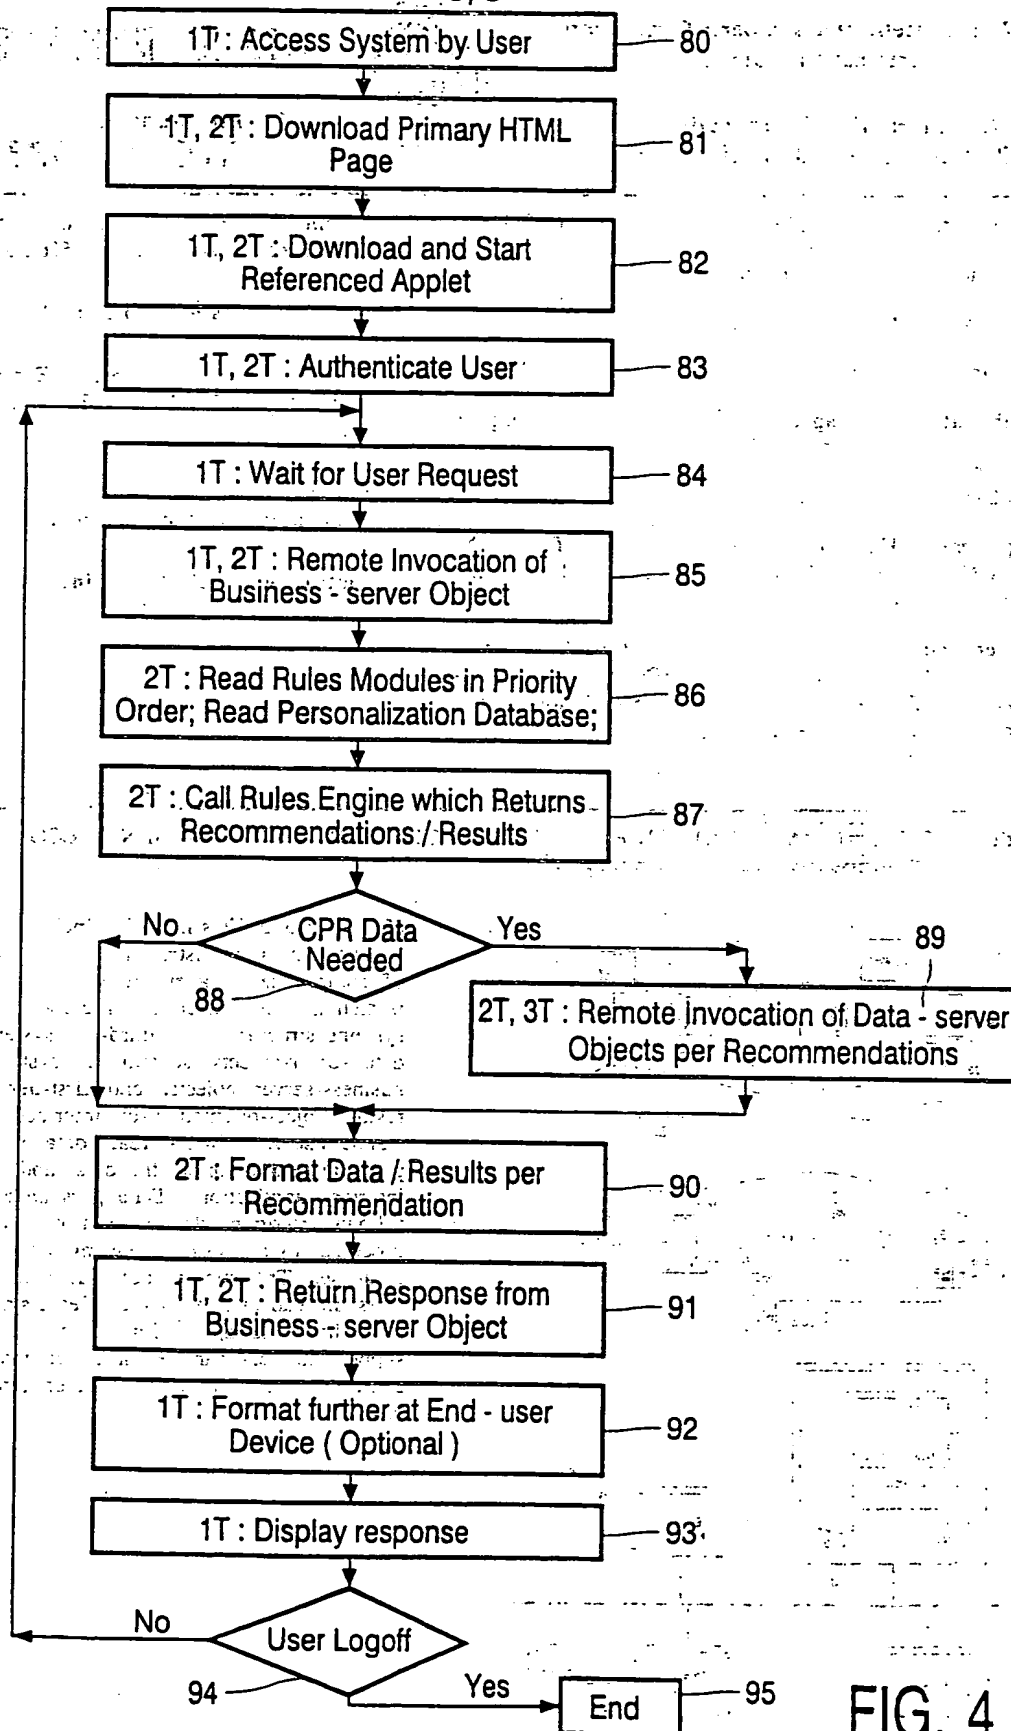 1T : Access System by User
80
1T, 2T : Download Primary HTML
Page
81
1T, 2T : Download and Start
Referenced Applet
82
1T, 2T : Authenticate User
83
1T : Wait for User Request
84
1T, 2T : Remote Invocation of
Business - server Object
85
2T : Read Rules Modules in Priority
Order; Read Personalization Database;
86
2T : Call Rules Engine which Returns
Recommendations / Results
87
No
CPR Data
Needed
Yes
88
89
2T, 3T : Remote Invocation of Data - server
Objects per Recommendations
2T : Format Data / Results per
Recommendation
90
1T, 2T : Return Response from
Business - server Object
91
1T : Format further at End - user
Device ( Optional )
92
1T : Display response
93
No
User Logoff
94
Yes
End
95
FIG. 4